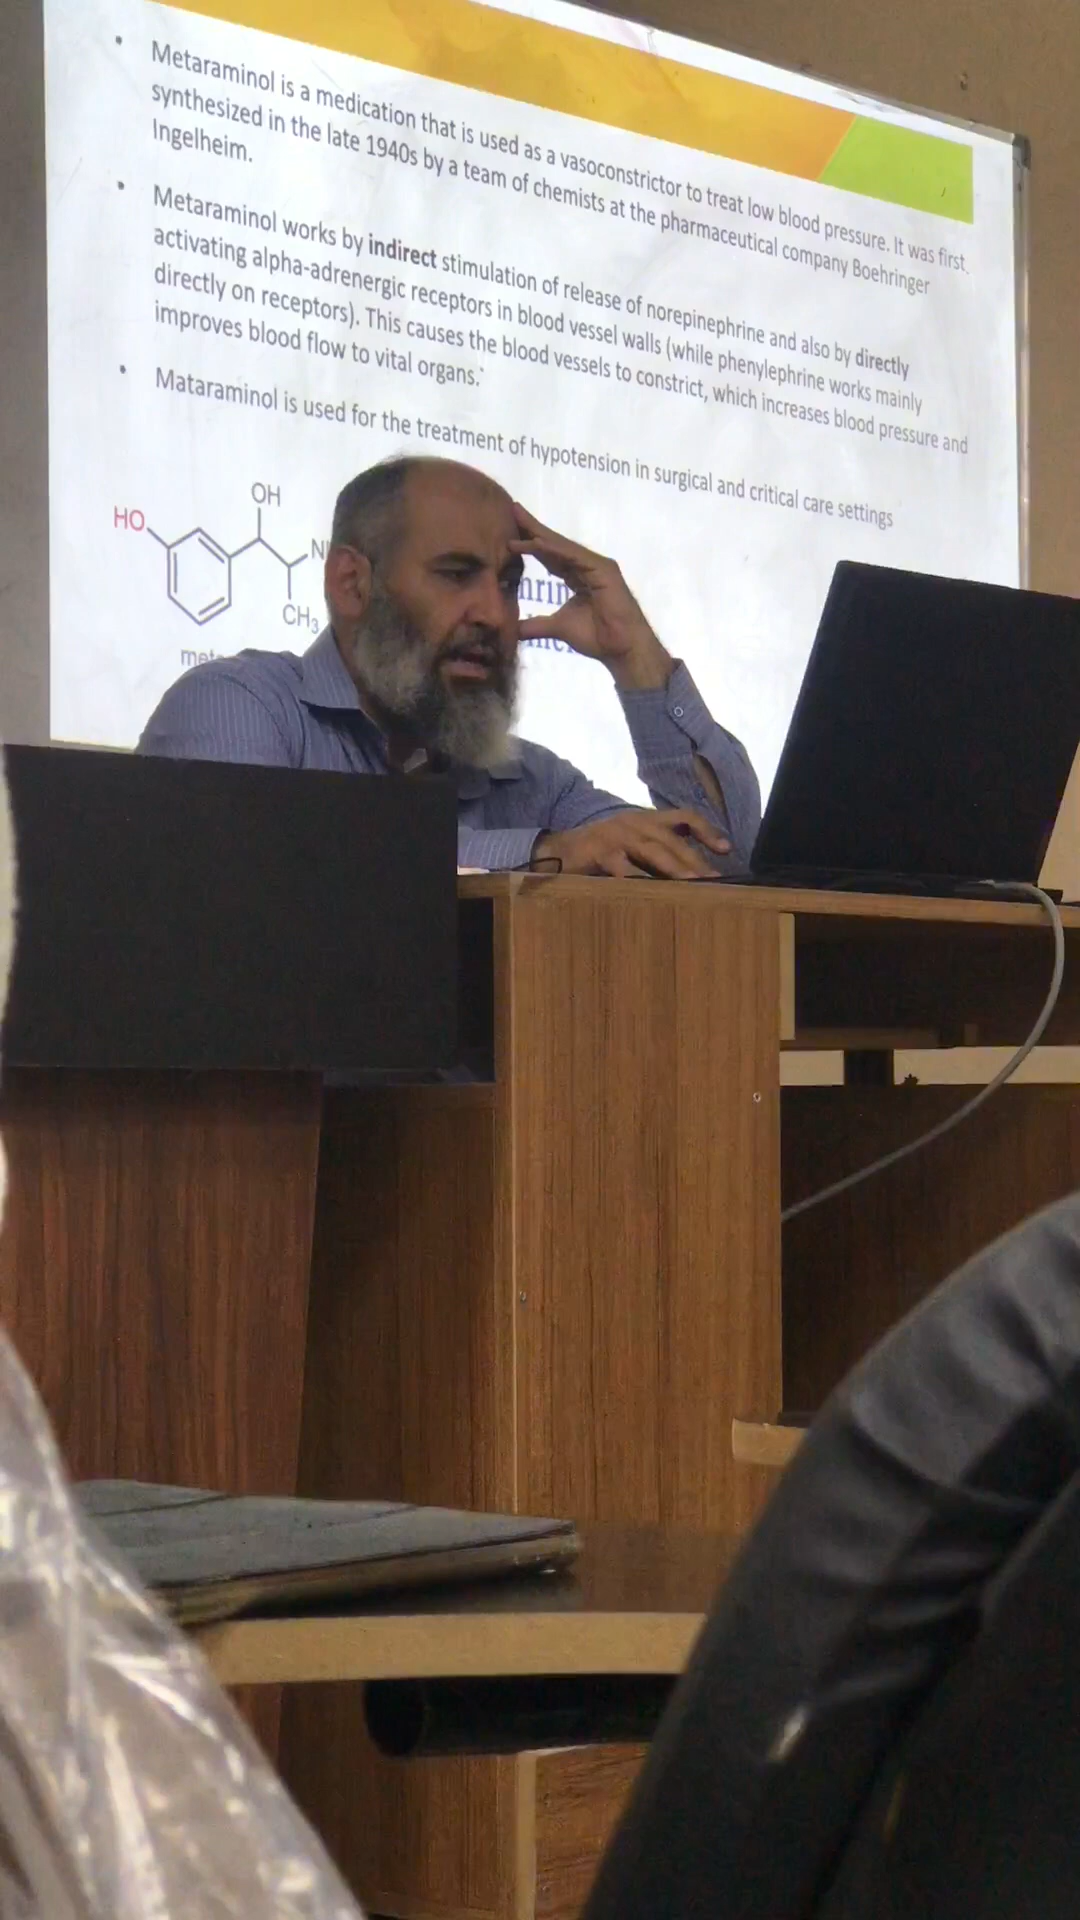 • Metaraminol is a medication that is used as a vasoconstrictor to treat low blood pressure. It was first
synthesized in the late 1940s by a team of chemists at the pharmaceutical company Boehringer
Ingelheim.
• Metaraminol works by indirect stimulation of release of norepinephrine and also by directly
activating alpha-adrenergic receptors in blood vessel walls (while phenylephrine works mainly
directly on receptors). This causes the blood vessels to constrict, which increases blood pressure and
improves blood flow to vital organs.
• Mataraminol is used for the treatment of hypotension in surgical and critical care settings
OH
HO
CH3